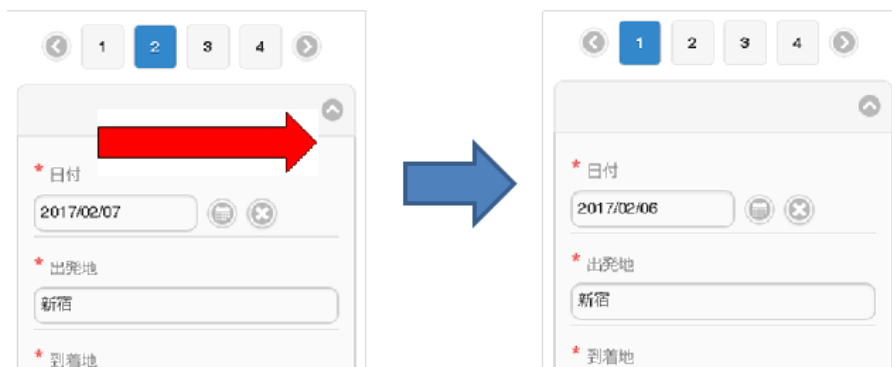 1 2 3 4
* 日付
2017/02/07
* 出発地
新宿
* 到着地
1 2 3 4
* 日付
2017/02/06
* 出発地
新宿
* 到着地